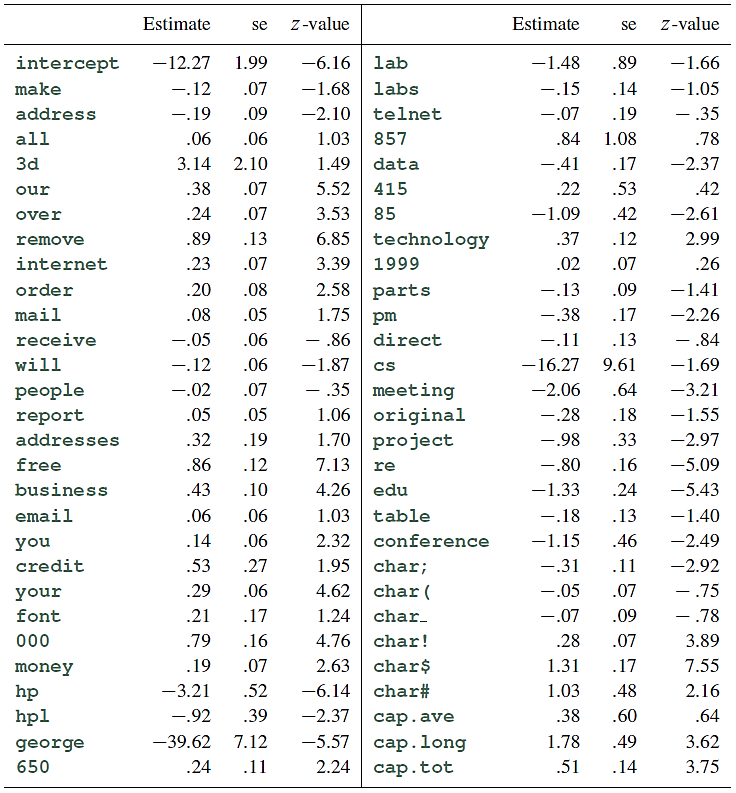 Estimate se z-value Estimate se z-value
intercept −12.27 1.99 −6.16 lab −1.48 .89 −1.66
make −.12 .07 −1.68 labs −.15 .14 −1.05
address −.19 .09 −2.10 telnet −.07 .19 −.35
all .06 .06 1.03 857 .84 1.08 .78
3d 3.14 2.10 1.49 data −.41 .17 −2.37
our .38 .07 5.52 415 .22 .53 .42
over .24 .07 3.53 85 −1.09 .42 −2.61
remove .89 .13 6.85 technology .37 .12 2.99
internet .23 .07 3.39 1999 .02 .07 .26
order .20 .08 2.58 parts −.13 .09 −1.41
mail .08 .05 1.75 pm −.38 .17 −2.26
receive −.05 .06 −.86 direct −.11 .13 −.84
will −.12 .06 −1.87 cs −16.27 9.61 −1.69
people −.02 .07 −.35 meeting −2.06 .64 −3.21
report .05 .05 1.06 original −.28 .18 −1.55
addresses .32 .19 1.70 project −.98 .33 −2.97
free .86 .12 7.13 re −.80 .16 −5.09
business .43 .10 4.26 edu −1.33 .24 −5.43
email .06 .06 1.03 table −.18 .13 −1.40
you .14 .06 2.32 conference −1.15 .46 −2.49
credit .53 .27 1.95 char; −.31 .11 −2.92
your .29 .06 4.62 char( −.05 .07 −.75
font .21 .17 1.24 char_ −.07 .09 −.78
000 .79 .16 4.76 char! .28 .07 3.89
money .19 .07 2.63 char$ 1.31 .17 7.55
hp −3.21 .52 −6.14 char# 1.03 .48 2.16
hpl −.92 .39 −2.37 cap.ave .38 .60 .64
george −39.62 7.12 −5.57 cap.long 1.78 .49 3.62
650 .24 .11 2.24 cap.tot .51 .14 3.75